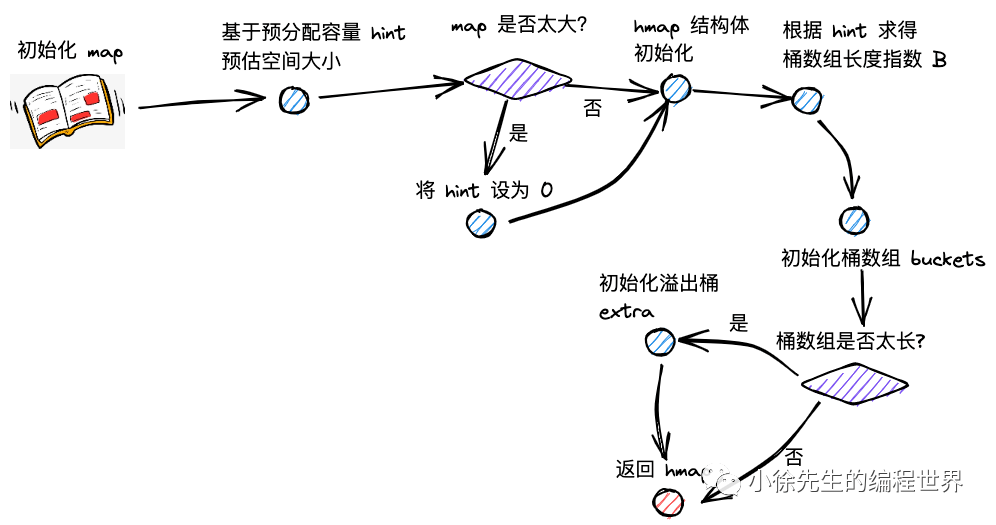 初始化 map
基于预分配容量 hint
预估空间大小
map 是否太大?
hmap 结构体
初始化
根据 hint 求得
桶数组长度指数 B
否
是
将 hint 设为 0
初始化桶数组 buckets
初始化溢出桶
extra
是
桶数组是否太长?
返回 hmap
否
小徐先生的编程世界